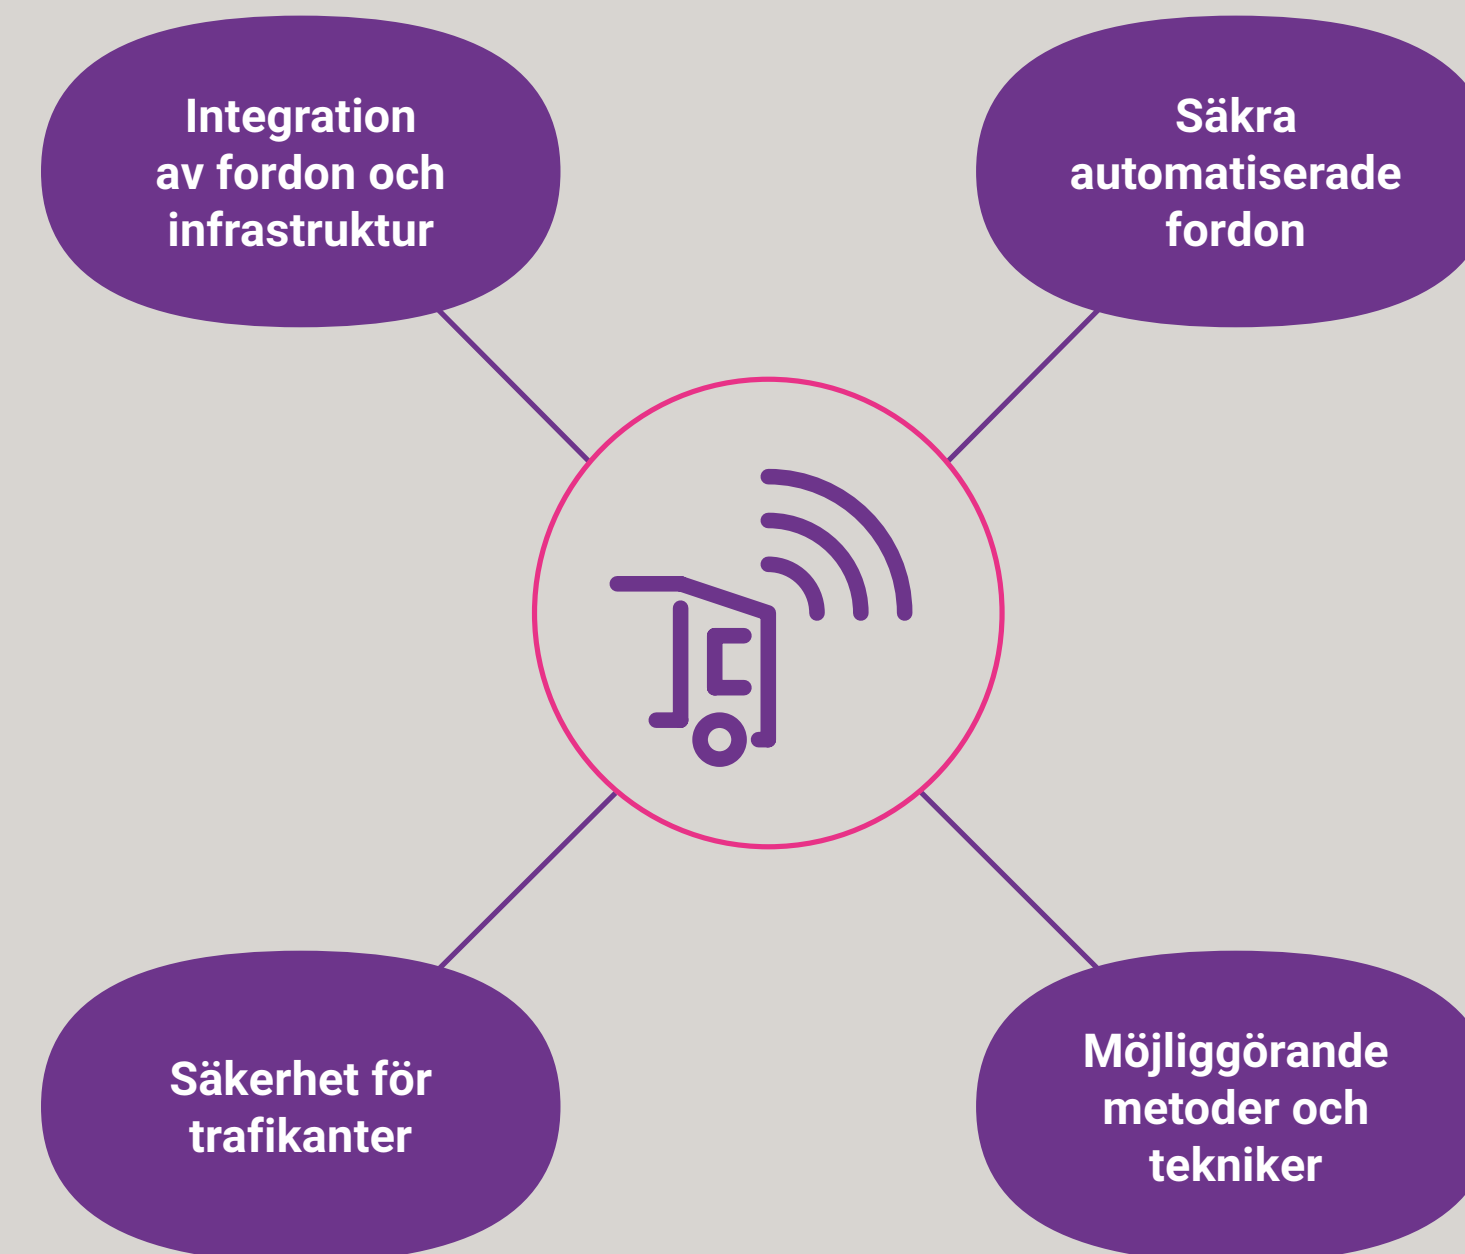 Integration
av fordon och
infrastruktur
Säkra
automatiserade
fordon
Säkerhet för
trafikanter
Möjliggörande
metoder och
tekniker